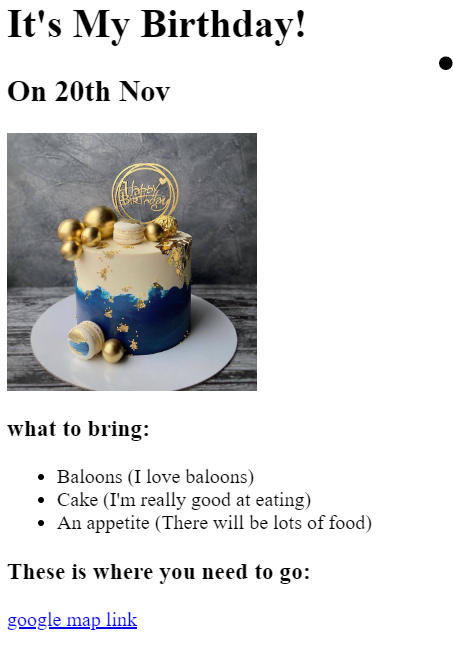 It's My Birthday!
On 20th Nov
Happy
Birthday
what to bring:
Baloons (I love baloons)
Cake (I'm really good at eating)
An appetite (There will be lots of food)
These is where you need to go:
google map link